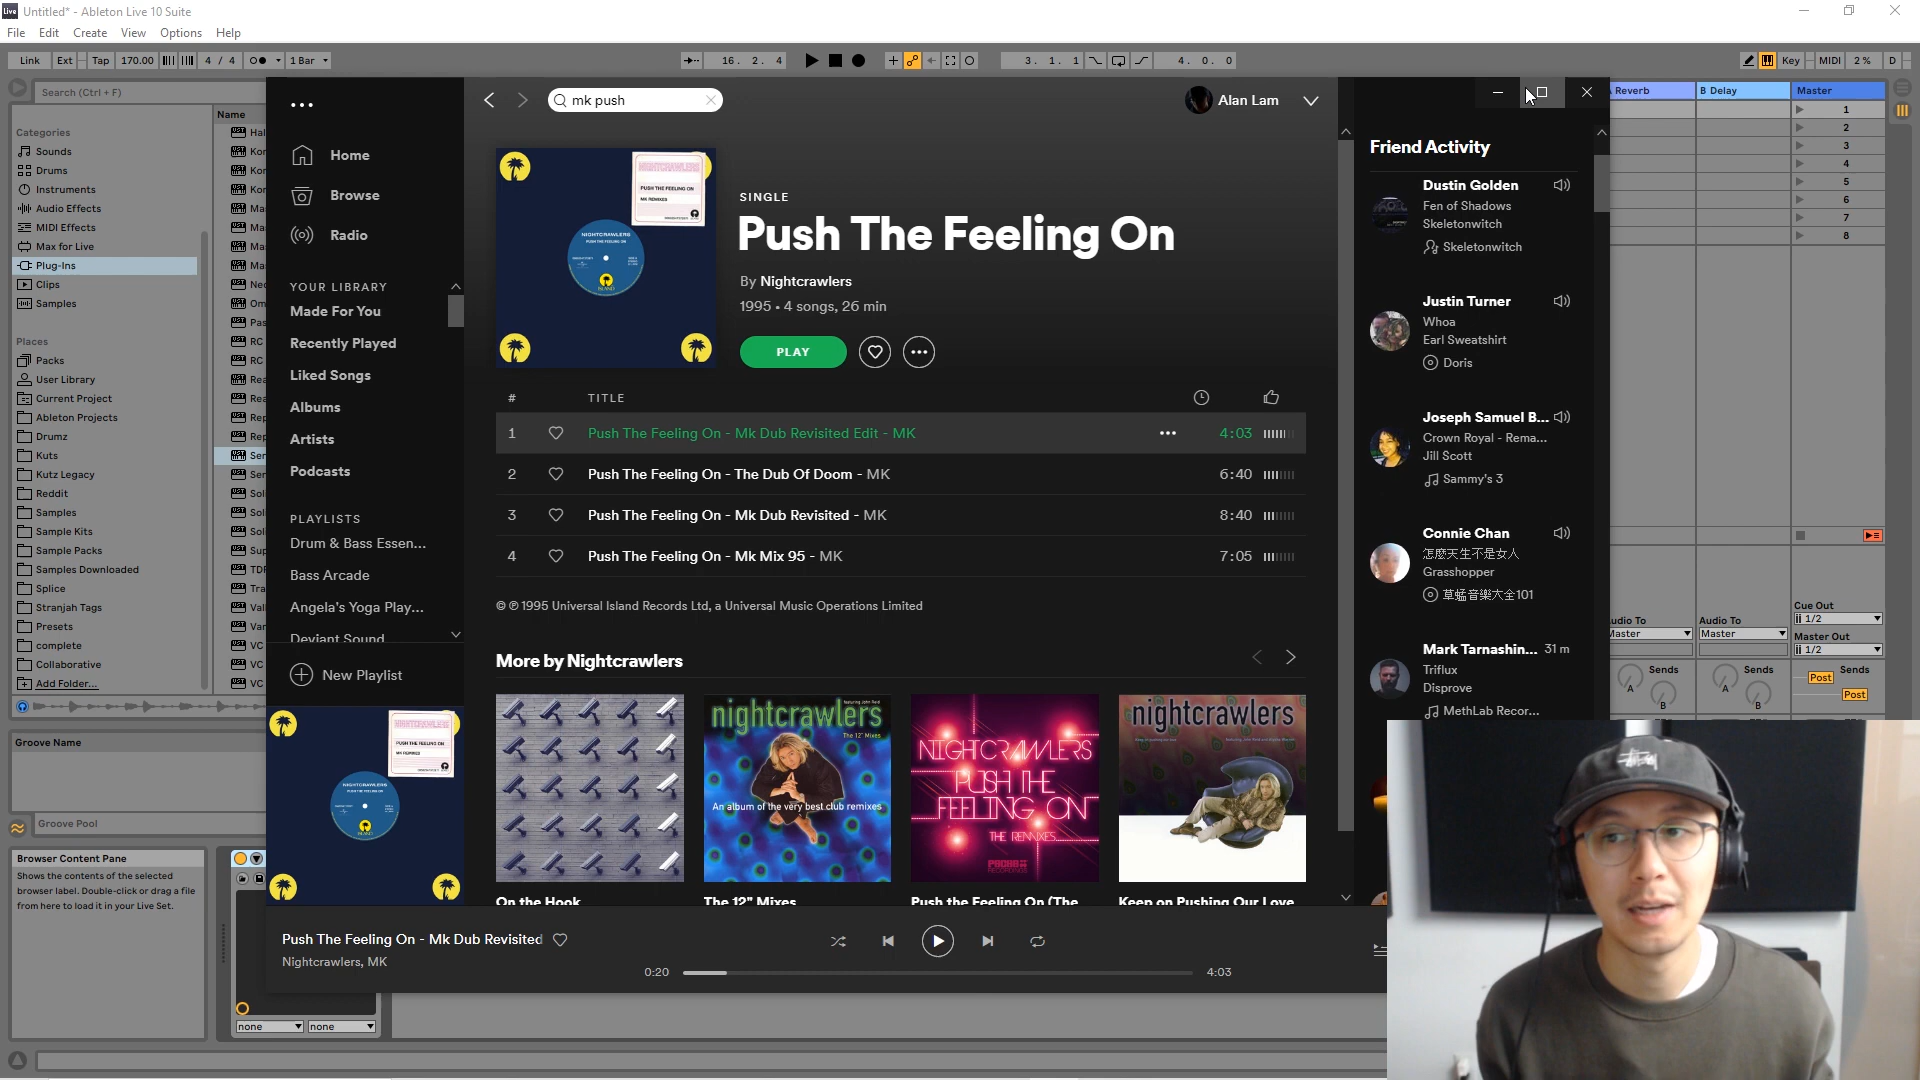 Live Untitled* - Ableton Live 10 Suite
File Edit Create View Options Help
Link Ext Tap 170.00 4 / 4 1 Bar 16. 2. 4 3. 1. 1 4. 0. 0 Key MIDI 2 % D
Search (Ctrl + F)
Categories
Sounds
Drums
Instruments
Audio Effects
MIDI Effects
Max for Live
Plug-Ins
Clips
Samples
Places
Packs
User Library
Current Project
Ableton Projects
Drumz
Kuts
Kutz Legacy
Reddit
Samples
Sample Kits
Sample Packs
Samples Downloaded
Splice
Stranjah Tags
Presets
complete
Collaborative
Add Folder...
Name
Groove Name
Groove Pool
Browser Content Pane
Shows the contents of the selected
browser label. Double-click or drag a file
from here to load it in your Live Set.
none none
Home
Browse
Radio
YOUR LIBRARY
Made For You
Recently Played
Liked Songs
Albums
Artists
Podcasts
PLAYLISTS
Drum & Bass Essen...
Bass Arcade
Angela's Yoga Play...
Deviant Sound
New Playlist
mk push
Alan Lam
NIGHTCRAWLERS
PUSH THE FEELING ON
MK REMIXES
ISLAND
SINGLE
Push The Feeling On
By Nightcrawlers
1995 • 4 songs, 26 min
PLAY
# TITLE
1 Push The Feeling On - Mk Dub Revisited Edit - MK 4:03
2 Push The Feeling On - The Dub Of Doom - MK 6:40
3 Push The Feeling On - Mk Dub Revisited - MK 8:40
4 Push The Feeling On - Mk Mix 95 - MK 7:05
© ℗ 1995 Universal Island Records Ltd, a Universal Music Operations Limited
More by Nightcrawlers
nightcrawlers
featuring John Reid
The 12" Mixes
An album of the very best club remixes
NIGHTCRAWLERS
PUSH THE
FEELING ON
THE REMIXES
nightcrawlers
On the Hook
The 12" Mixes
Push the Feeling On (The
Keep on Pushing Our Love
Push The Feeling On - Mk Dub Revisited
Nightcrawlers, MK
0:20 4:03
Friend Activity
Dustin Golden
Fen of Shadows
Skeletonwitch
Skeletonwitch
Justin Turner
Whoa
Earl Sweatshirt
Doris
Joseph Samuel B...
Crown Royal - Rema...
Jill Scott
Sammy's 3
Connie Chan
怎麽天生不是女人
Grasshopper
草蜢音樂大全101
Mark Tarnashin... 31 m
Triflux
Disprove
MethLab Recor...
Reverb B Delay Master
1
2
3
4
5
6
7
8
Cue Out
1/2
Audio To Audio To
Master Master
Master Out
1/2
Sends Sends Sends
A B A B
Post
Post